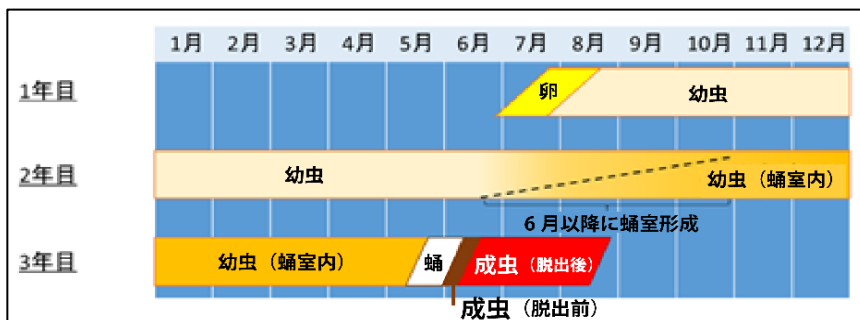 1月 2月 3月 4月 5月 6月 7月 8月 9月 10月 11月 12月
1年目
卵
幼虫
2年目
幼虫
幼虫（蛹室内）
6月以降に蛹室形成
3年目
幼虫（蛹室内）
蛹
成虫（脱出後）
成虫（脱出前）